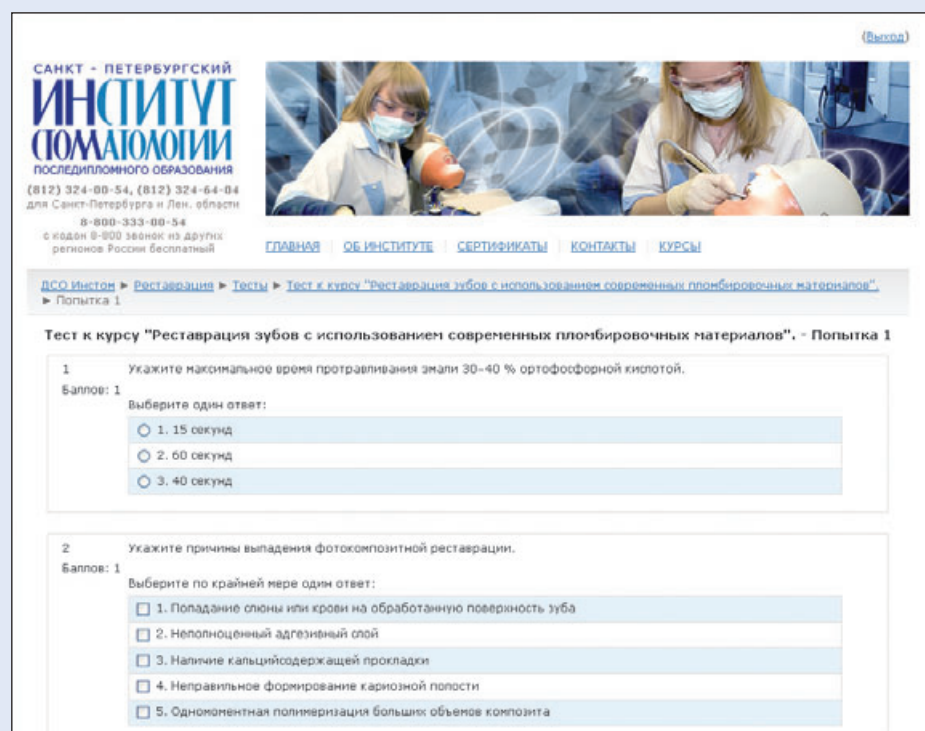 (Выход)
САНКТ - ПЕТЕРБУРГСКИЙ
ИНСТИТУТ
СТОМАТОЛОГИИ
ПОСЛЕДИПЛОМНОГО ОБРАЗОВАНИЯ
(812) 324-00-54, (812) 324-64-04
для Санкт-Петербурга и Лен. области
8-800-333-00-54
с кодом 8-800 звонок из других
регионов России бесплатный
ГЛАВНАЯ ОБ ИНСТИТУТЕ СЕРТИФИКАТЫ КОНТАКТЫ КУРСЫ
ДСО Инстом ► Реставрация ► Тесты ► Тест к курсу "Реставрация зубов с использованием современных пломбировочных материалов".
► Попытка 1
Тест к курсу "Реставрация зубов с использованием современных пломбировочных материалов". - Попытка 1
1 Укажите максимальное время протравливания эмали 30-40 % ортофосфорной кислотой.
Баллов: 1
Выберите один ответ:
1. 15 секунд
2. 60 секунд
3. 40 секунд
2 Укажите причины выпадения фотокомпозитной реставрации.
Баллов: 1
Выберите по крайней мере один ответ:
1. Попадание слюны или крови на обработанную поверхность зуба
2. Неполноценный адгезивный слой
3. Наличие кальцийсодержащей прокладки
4. Неправильное формирование кариозной полости
5. Одномоментная полимеризация больших объемов композита